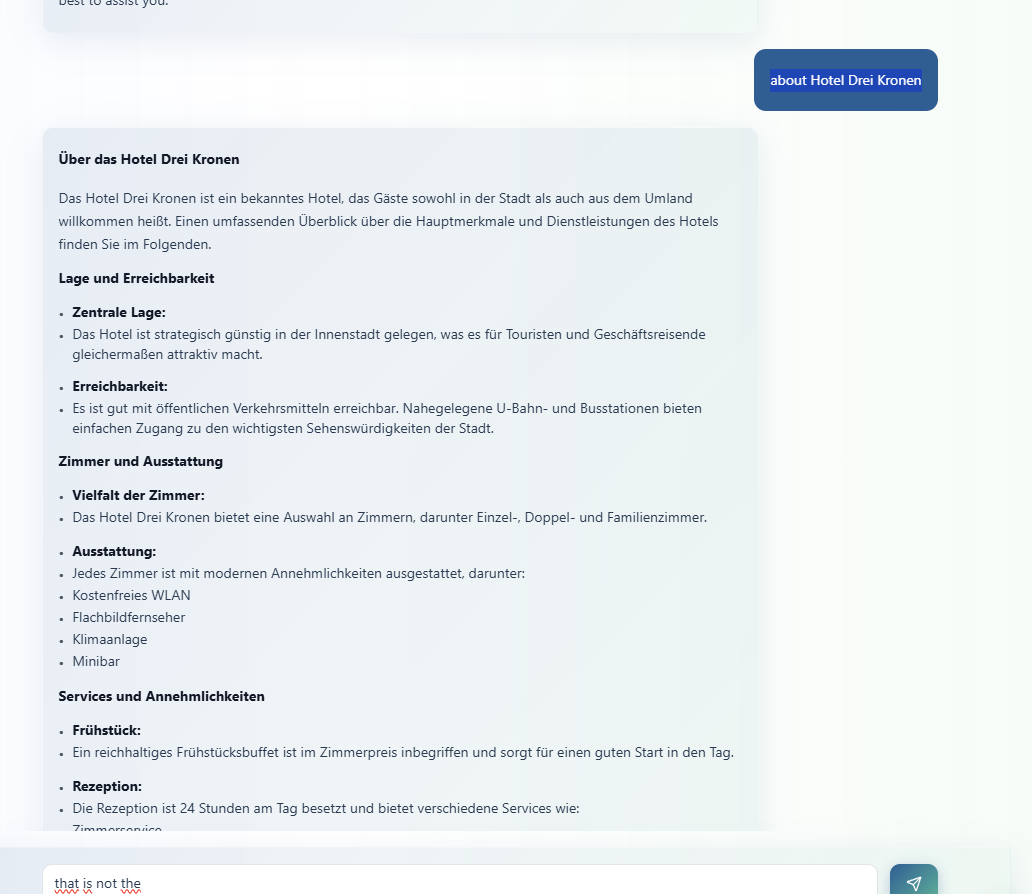 best to assist you.
about Hotel Drei Kronen
Über das Hotel Drei Kronen
Das Hotel Drei Kronen ist ein bekanntes Hotel, das Gäste sowohl in der Stadt als auch aus dem Umland
willkommen heißt. Einen umfassenden Überblick über die Hauptmerkmale und Dienstleistungen des Hotels
finden Sie im Folgenden.
Lage und Erreichbarkeit
• Zentrale Lage:
• Das Hotel ist strategisch günstig in der Innenstadt gelegen, was es für Touristen und Geschäftsreisende
gleichermaßen attraktiv macht.
• Erreichbarkeit:
• Es ist gut mit öffentlichen Verkehrsmitteln erreichbar. Nahegelegene U-Bahn- und Busstationen bieten
einfachen Zugang zu den wichtigsten Sehenswürdigkeiten der Stadt.
Zimmer und Ausstattung
• Vielfalt der Zimmer:
• Das Hotel Drei Kronen bietet eine Auswahl an Zimmern, darunter Einzel-, Doppel- und Familienzimmer.
• Ausstattung:
• Jedes Zimmer ist mit modernen Annehmlichkeiten ausgestattet, darunter:
• Kostenfreies WLAN
• Flachbildfernseher
• Klimaanlage
• Minibar
Services und Annehmlichkeiten
• Frühstück:
• Ein reichhaltiges Frühstücksbuffet ist im Zimmerpreis inbegriffen und sorgt für einen guten Start in den Tag.
• Rezeption:
• Die Rezeption ist 24 Stunden am Tag besetzt und bietet verschiedene Services wie:
Zimmerservice
that is not the